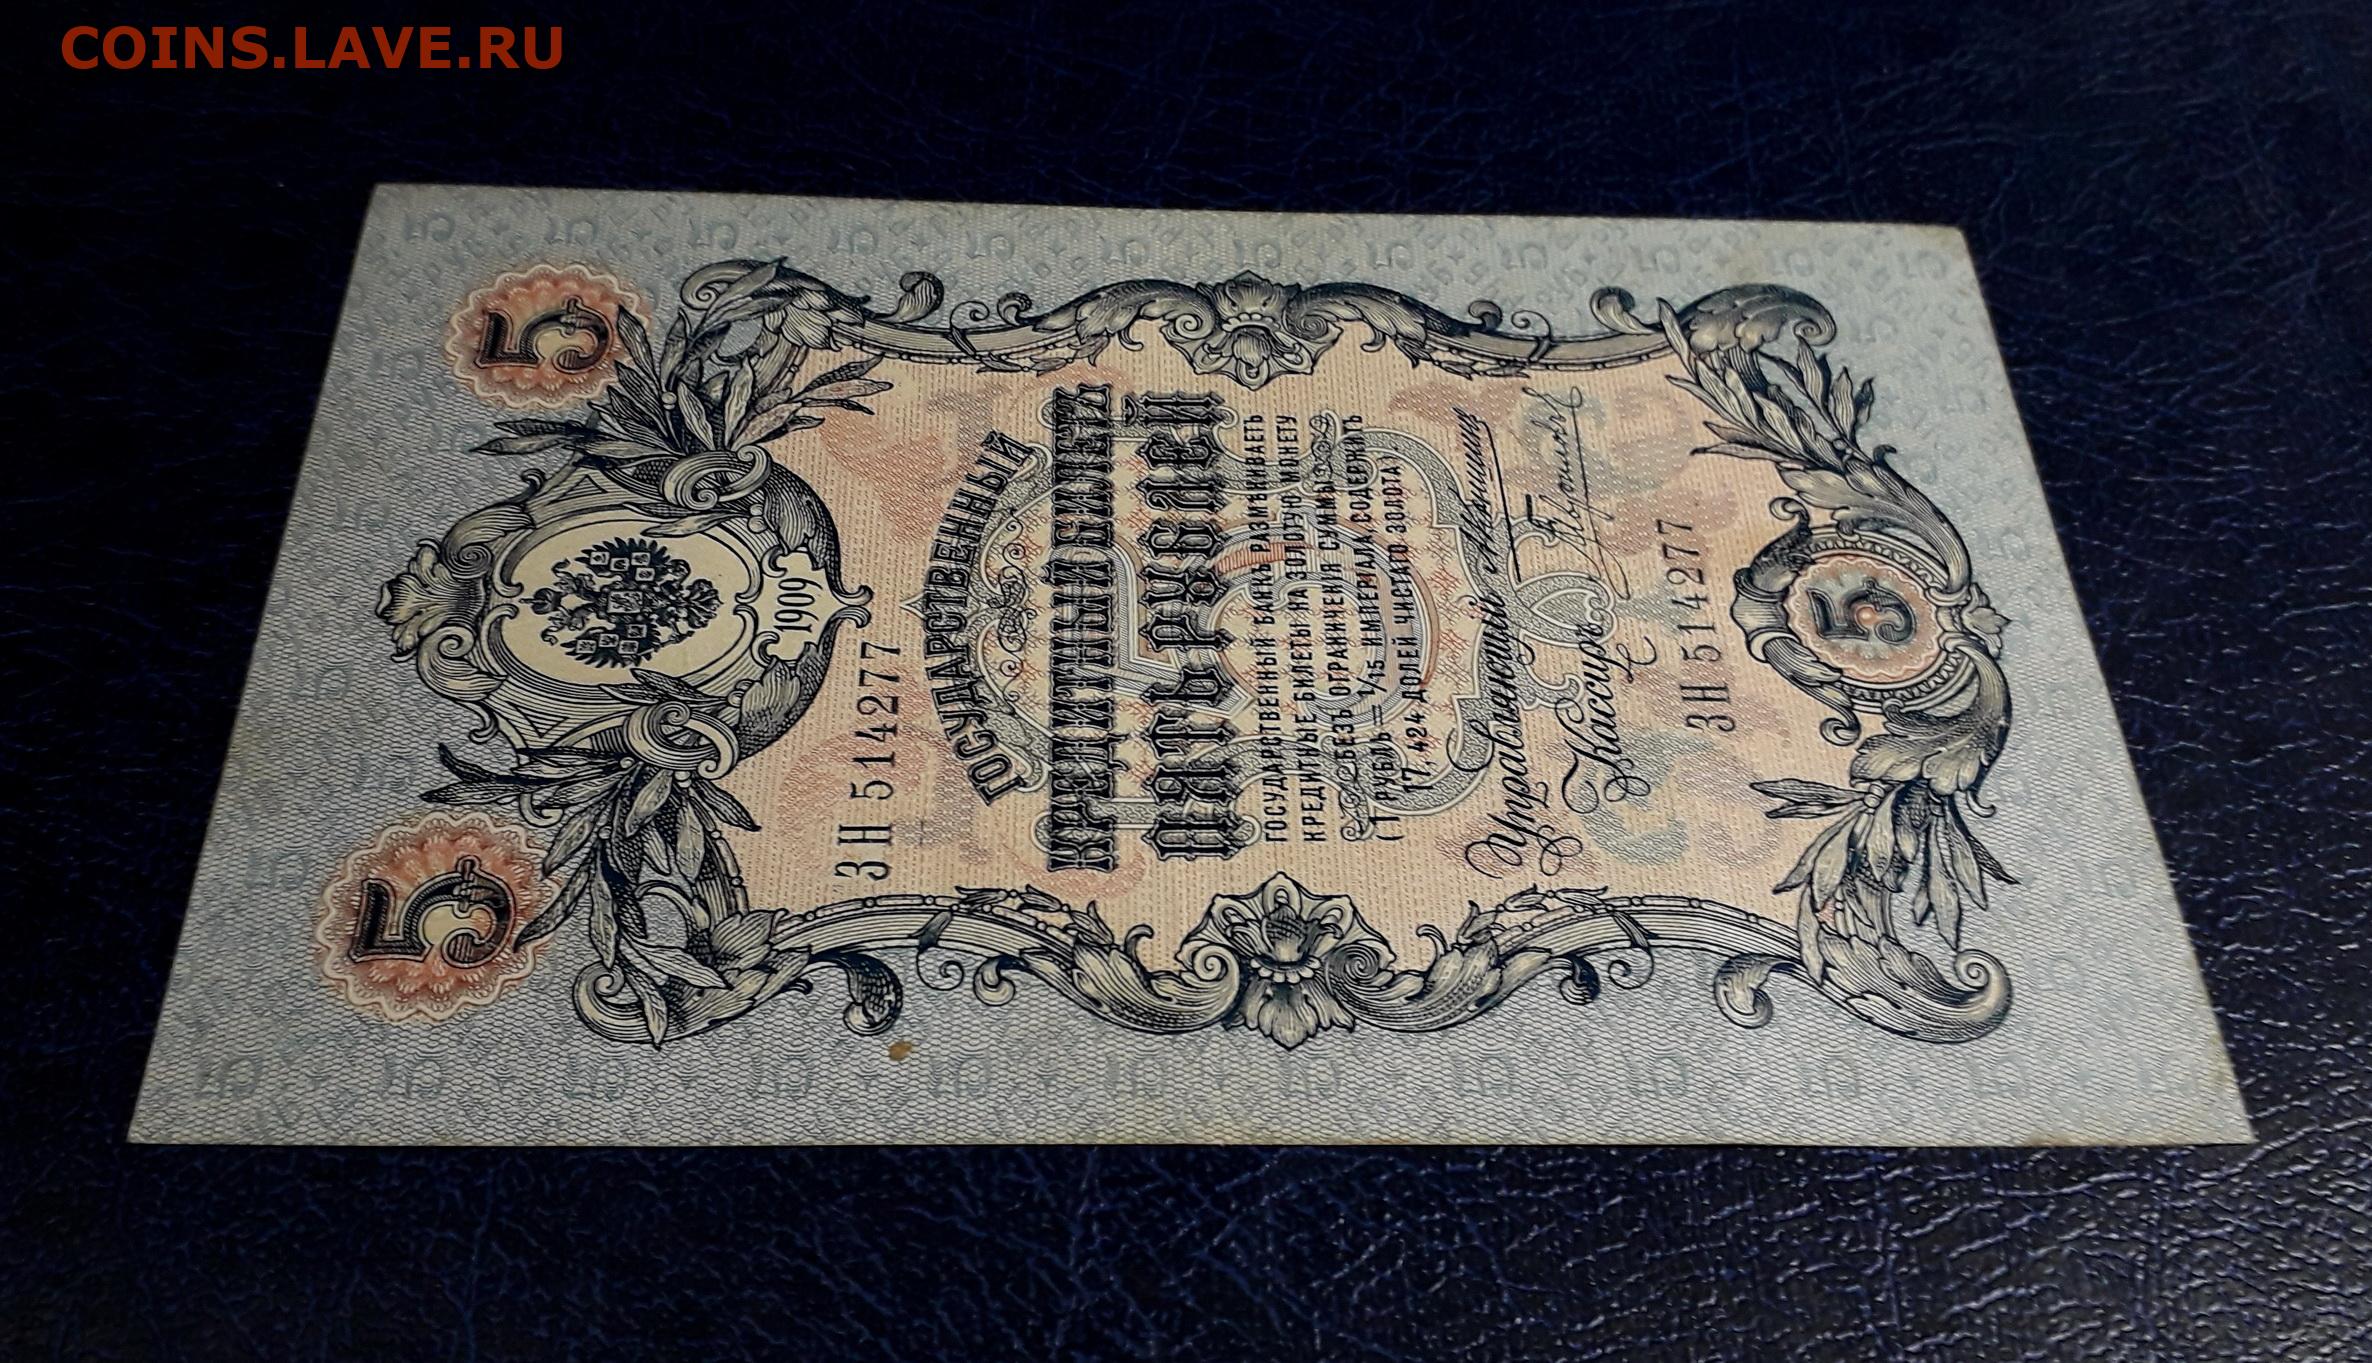 COINS.LAVE.RU
5
5
1909
ЗН 514277
ГОСУДАРСТВЕННЫЙ
КРЕДИТНЫЙ БИЛЕТЪ
ПЯТЬ РУБЛЕЙ
ГОСУДАРСТВЕННЫЙ БАНКЪ РАЗМѢНИВАЕТЪ
КРЕДИТНЫЕ БИЛЕТЫ НА ЗОЛОТУЮ МОНЕТУ
БЕЗЪ ОГРАНИЧЕНІЯ СУММЫ
(1 РУБЛЬ = 1/15 ИМПЕРІАЛА, СОДЕРЖИТЪ
17,424 ДОЛЕЙ ЧИСТАГО ЗОЛОТА)
Управляющій
Кассиръ
ЗН 514277
5